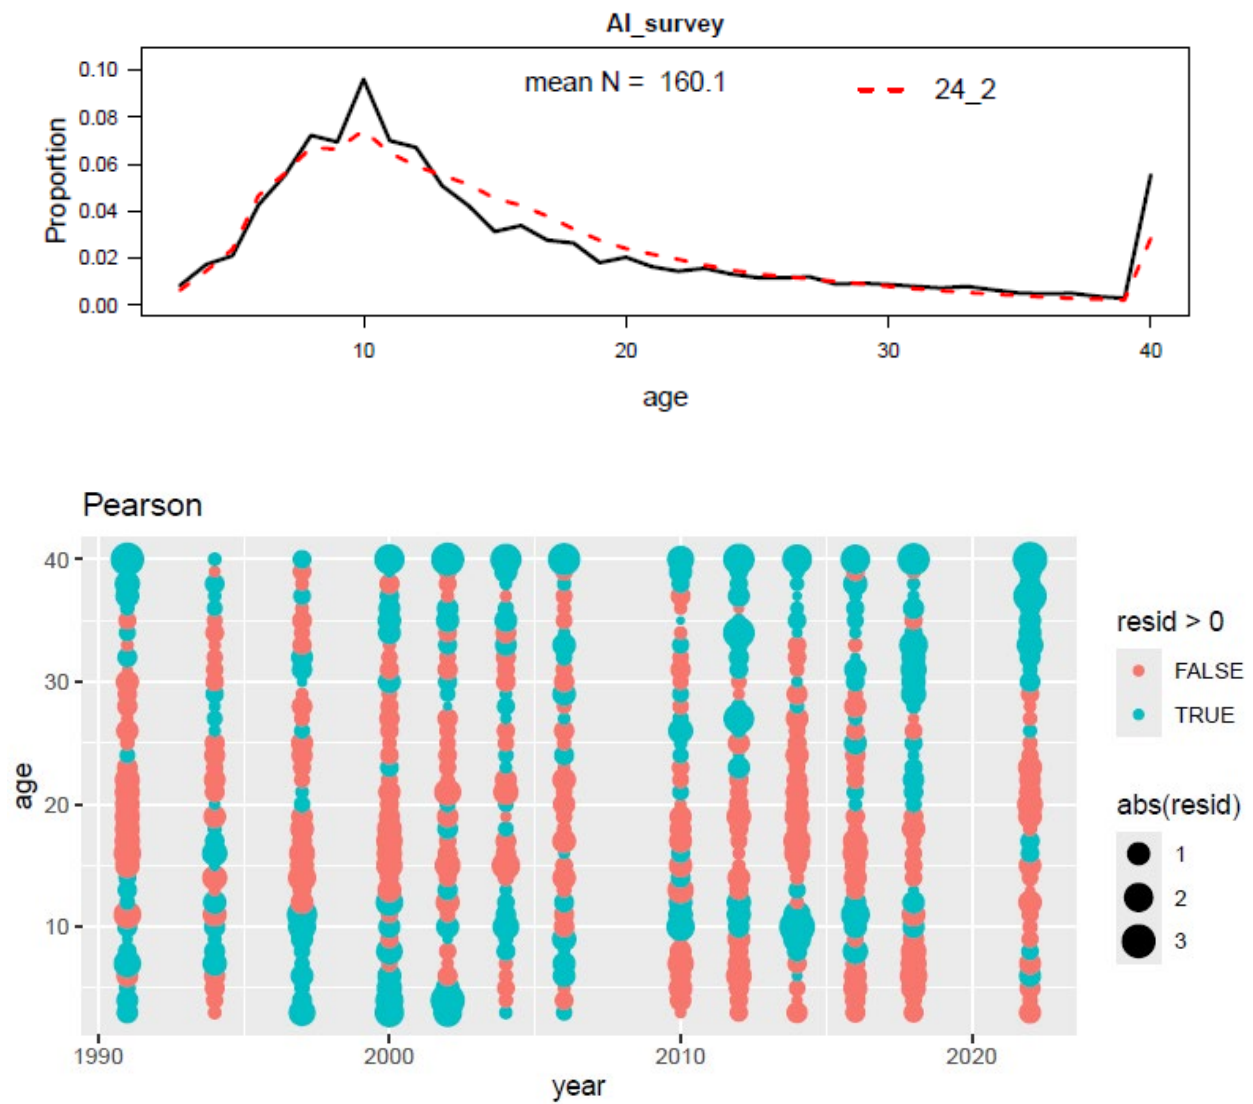 AI_survey
mean N = 160.1
24_2
Proportion
0.10
0.08
0.06
0.04
0.02
0.00
10
20
30
40
age
Pearson
age
40
30
20
10
1990
2000
2010
2020
year
resid > 0
FALSE
TRUE
abs(resid)
1
2
3